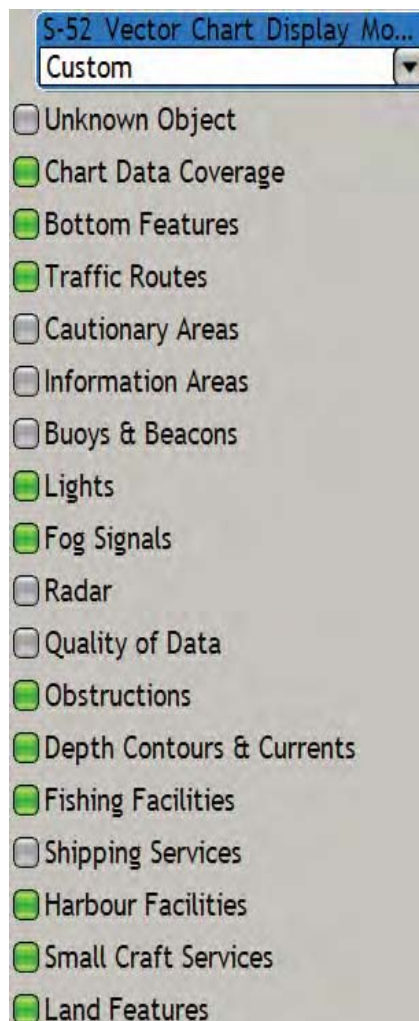 S-52 Vector Chart Display Mo...
Custom
Unknown Object
Chart Data Coverage
Bottom Features
Traffic Routes
Cautionary Areas
Information Areas
Buoys & Beacons
Lights
Fog Signals
Radar
Quality of Data
Obstructions
Depth Contours & Currents
Fishing Facilities
Shipping Services
Harbour Facilities
Small Craft Services
Land Features